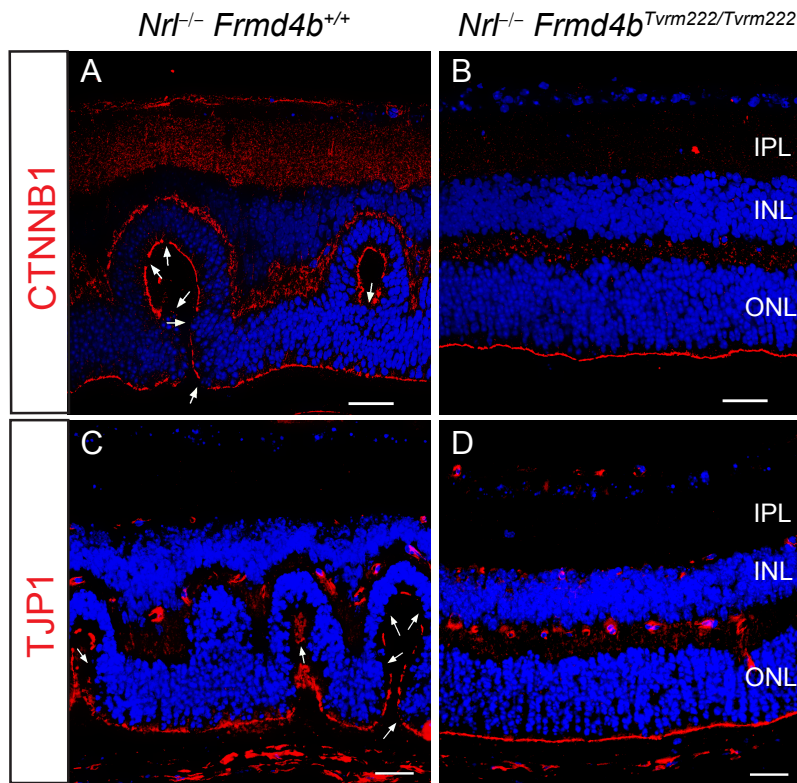 Nrl–/– Frmd4b+/+
Nrl–/– Frmd4bTvrm222/Tvrm222
CTNNB1
A
B
IPL
INL
ONL
TJP1
C
D
IPL
INL
ONL